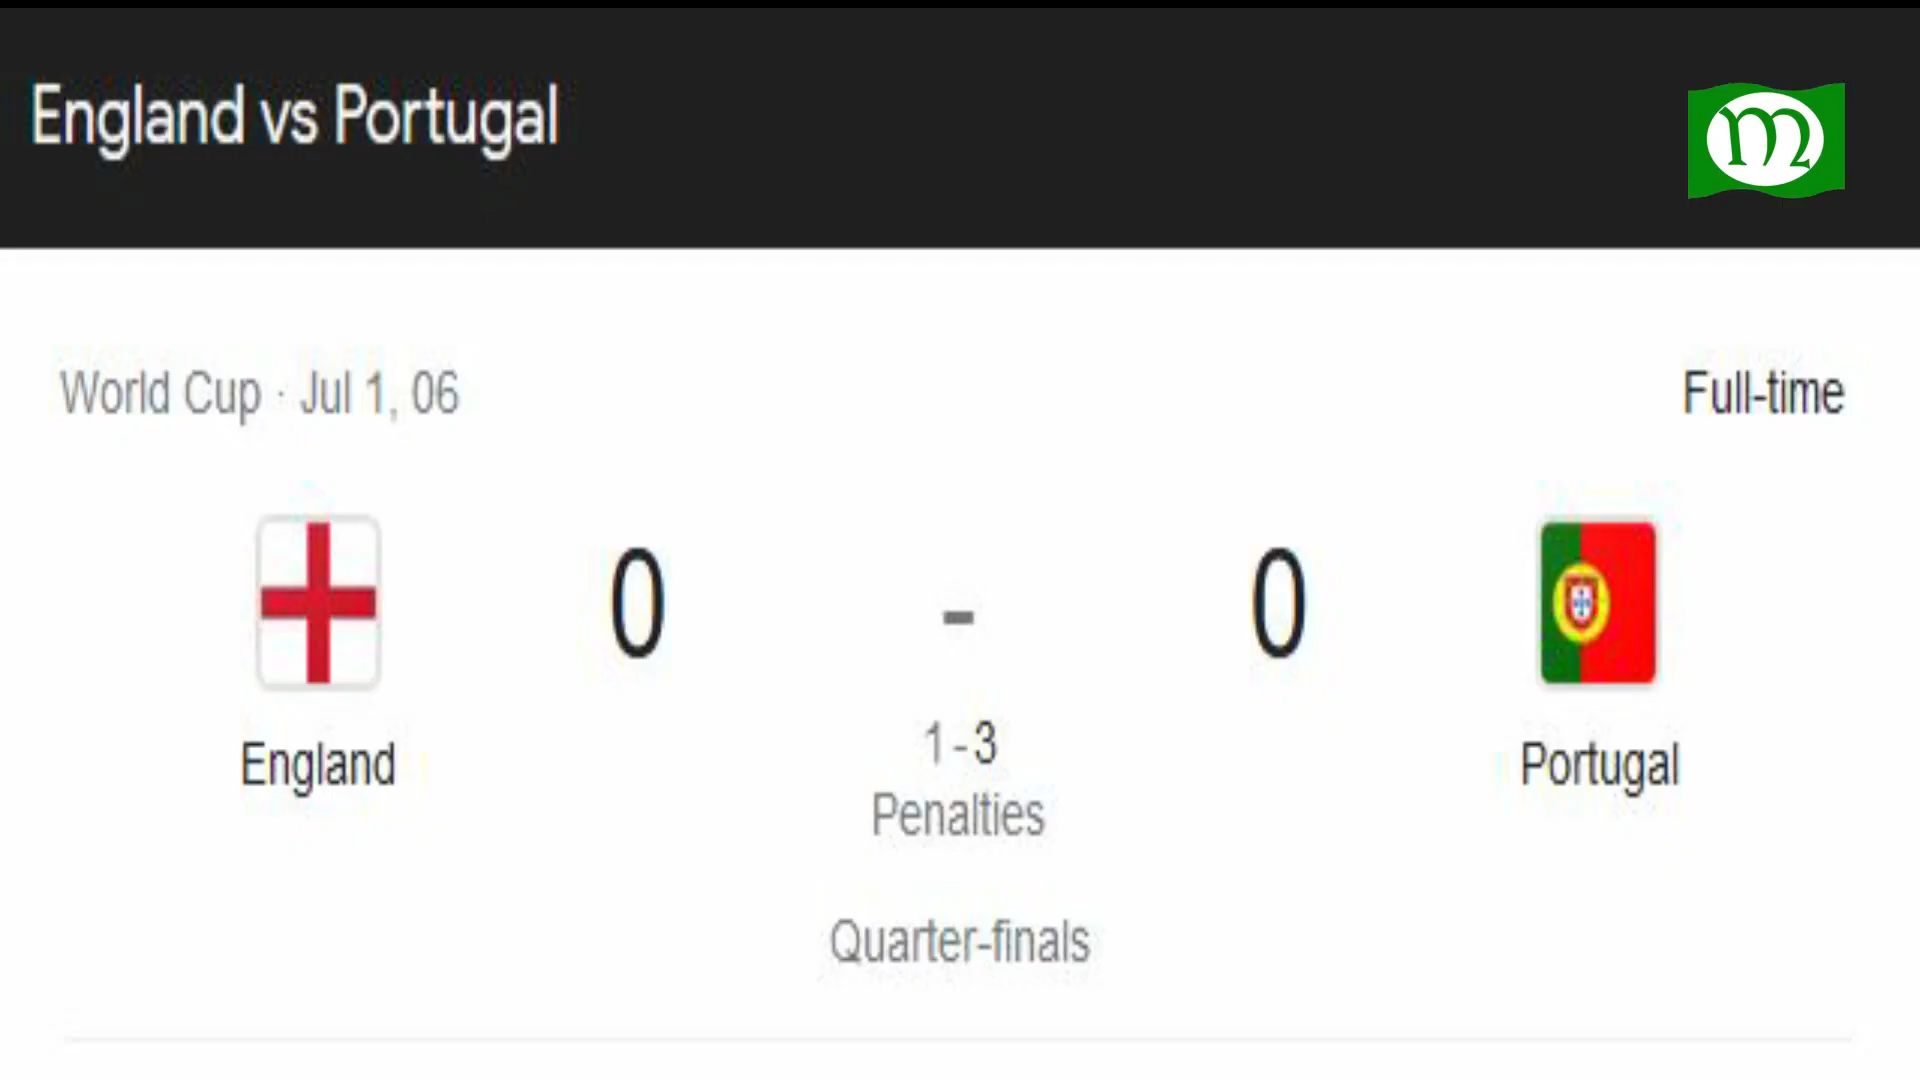 England vs Portugal
m
World Cup · Jul 1, 06
Full-time
0 - 0
England
1 - 3
Portugal
Penalties
Quarter-finals